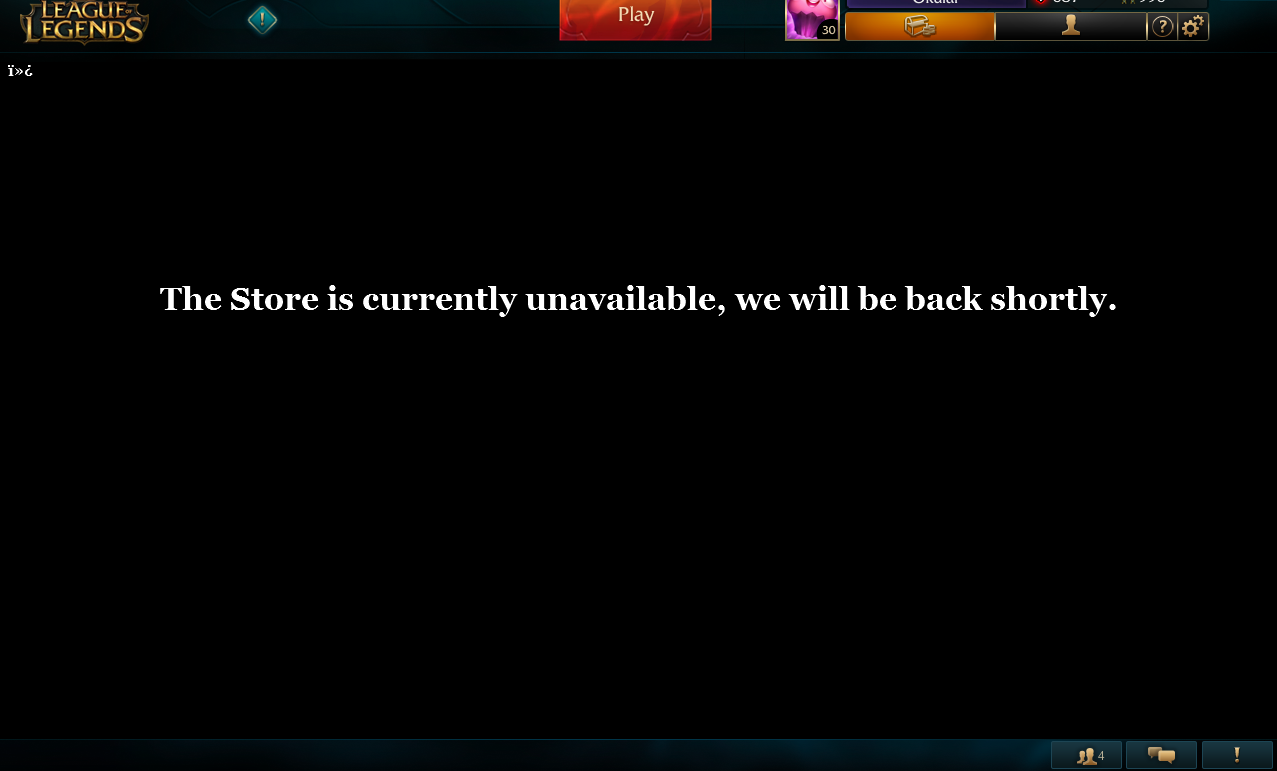 LEAGUE OF
LEGENDS
!
Play
30
?
ï»¿
The Store is currently unavailable, we will be back shortly.
4
!